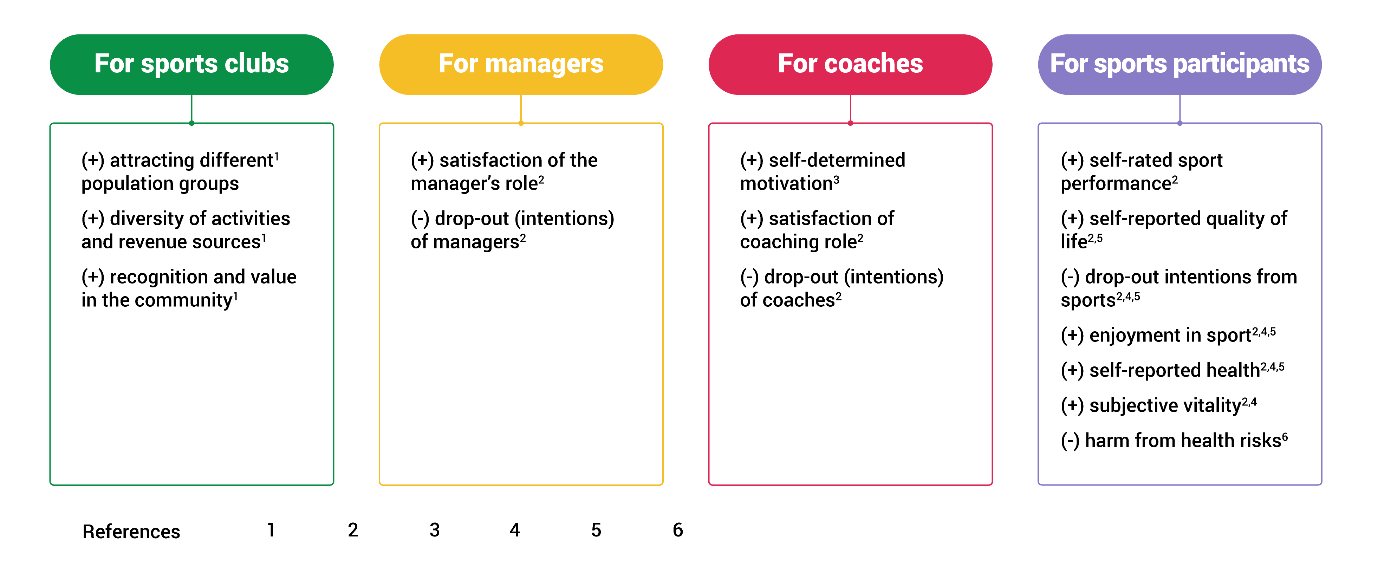 For sports clubs
(+) attracting different¹
population groups
(+) diversity of activities
and revenue sources¹
(+) recognition and value
in the community¹
For managers
(+) satisfaction of the
manager’s role²
(-) drop-out (intentions)
of managers²
For coaches
(+) self-determined
motivation³
(+) satisfaction of
coaching role²
(-) drop-out (intentions)
of coaches²
For sports participants
(+) self-rated sport
performance²
(+) self-reported quality of
life²,⁵
(-) drop-out intentions from
sports²,⁴,⁵
(+) enjoyment in sport²,⁴,⁵
(+) self-reported health²,⁴,⁵
(+) subjective vitality²,⁴
(-) harm from health risks⁶
References 1 2 3 4 5 6